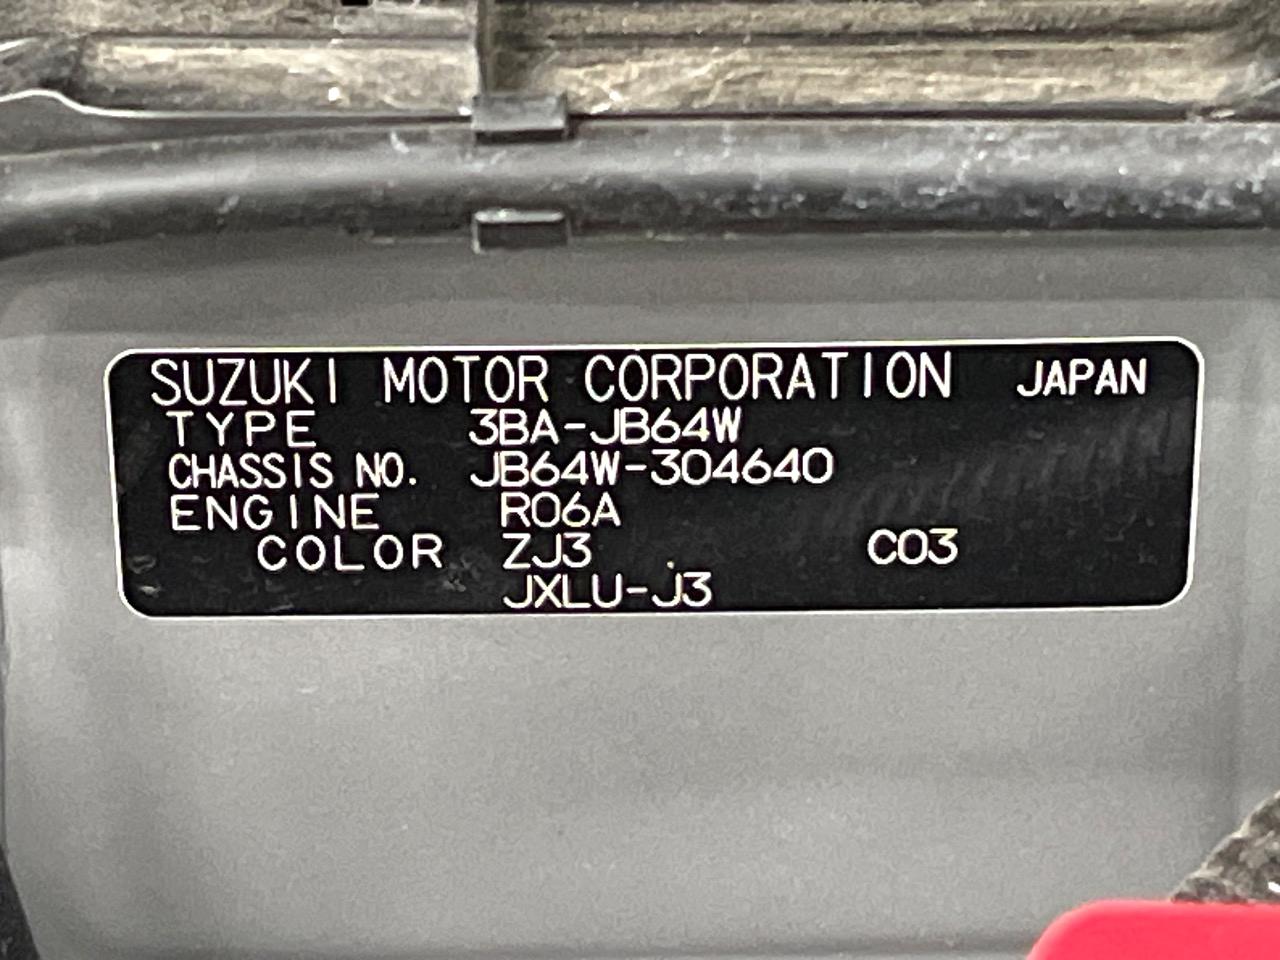 SUZUKI MOTOR CORPORATION JAPAN
TYPE 3BA-JB64W
CHASSIS NO. JB64W-304640
ENGINE R06A
COLOR ZJ3 C03
JXLU-J3